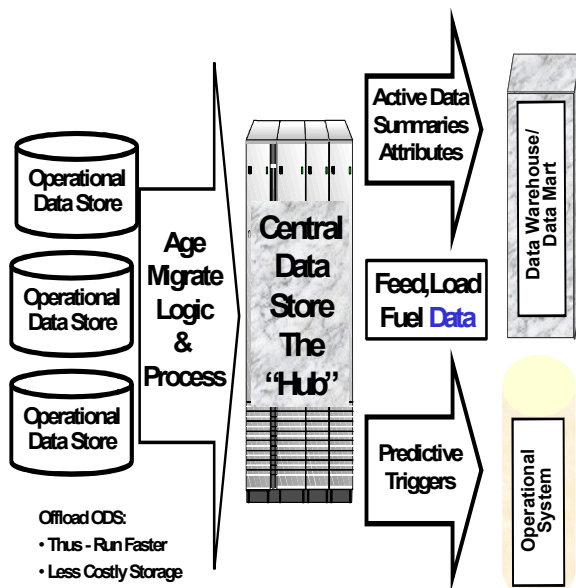 Operational
Data Store
Operational
Data Store
Operational
Data Store
Age
Migrate
Logic
&
Process
Central
Data
Store
The
“Hub”
Active Data
Summaries
Attributes
Feed,Load
Fuel Data
Predictive
Triggers
Data Warehouse/
Data Mart
Operational
System
Offload ODS:
• Thus - Run Faster
• Less Costly Storage